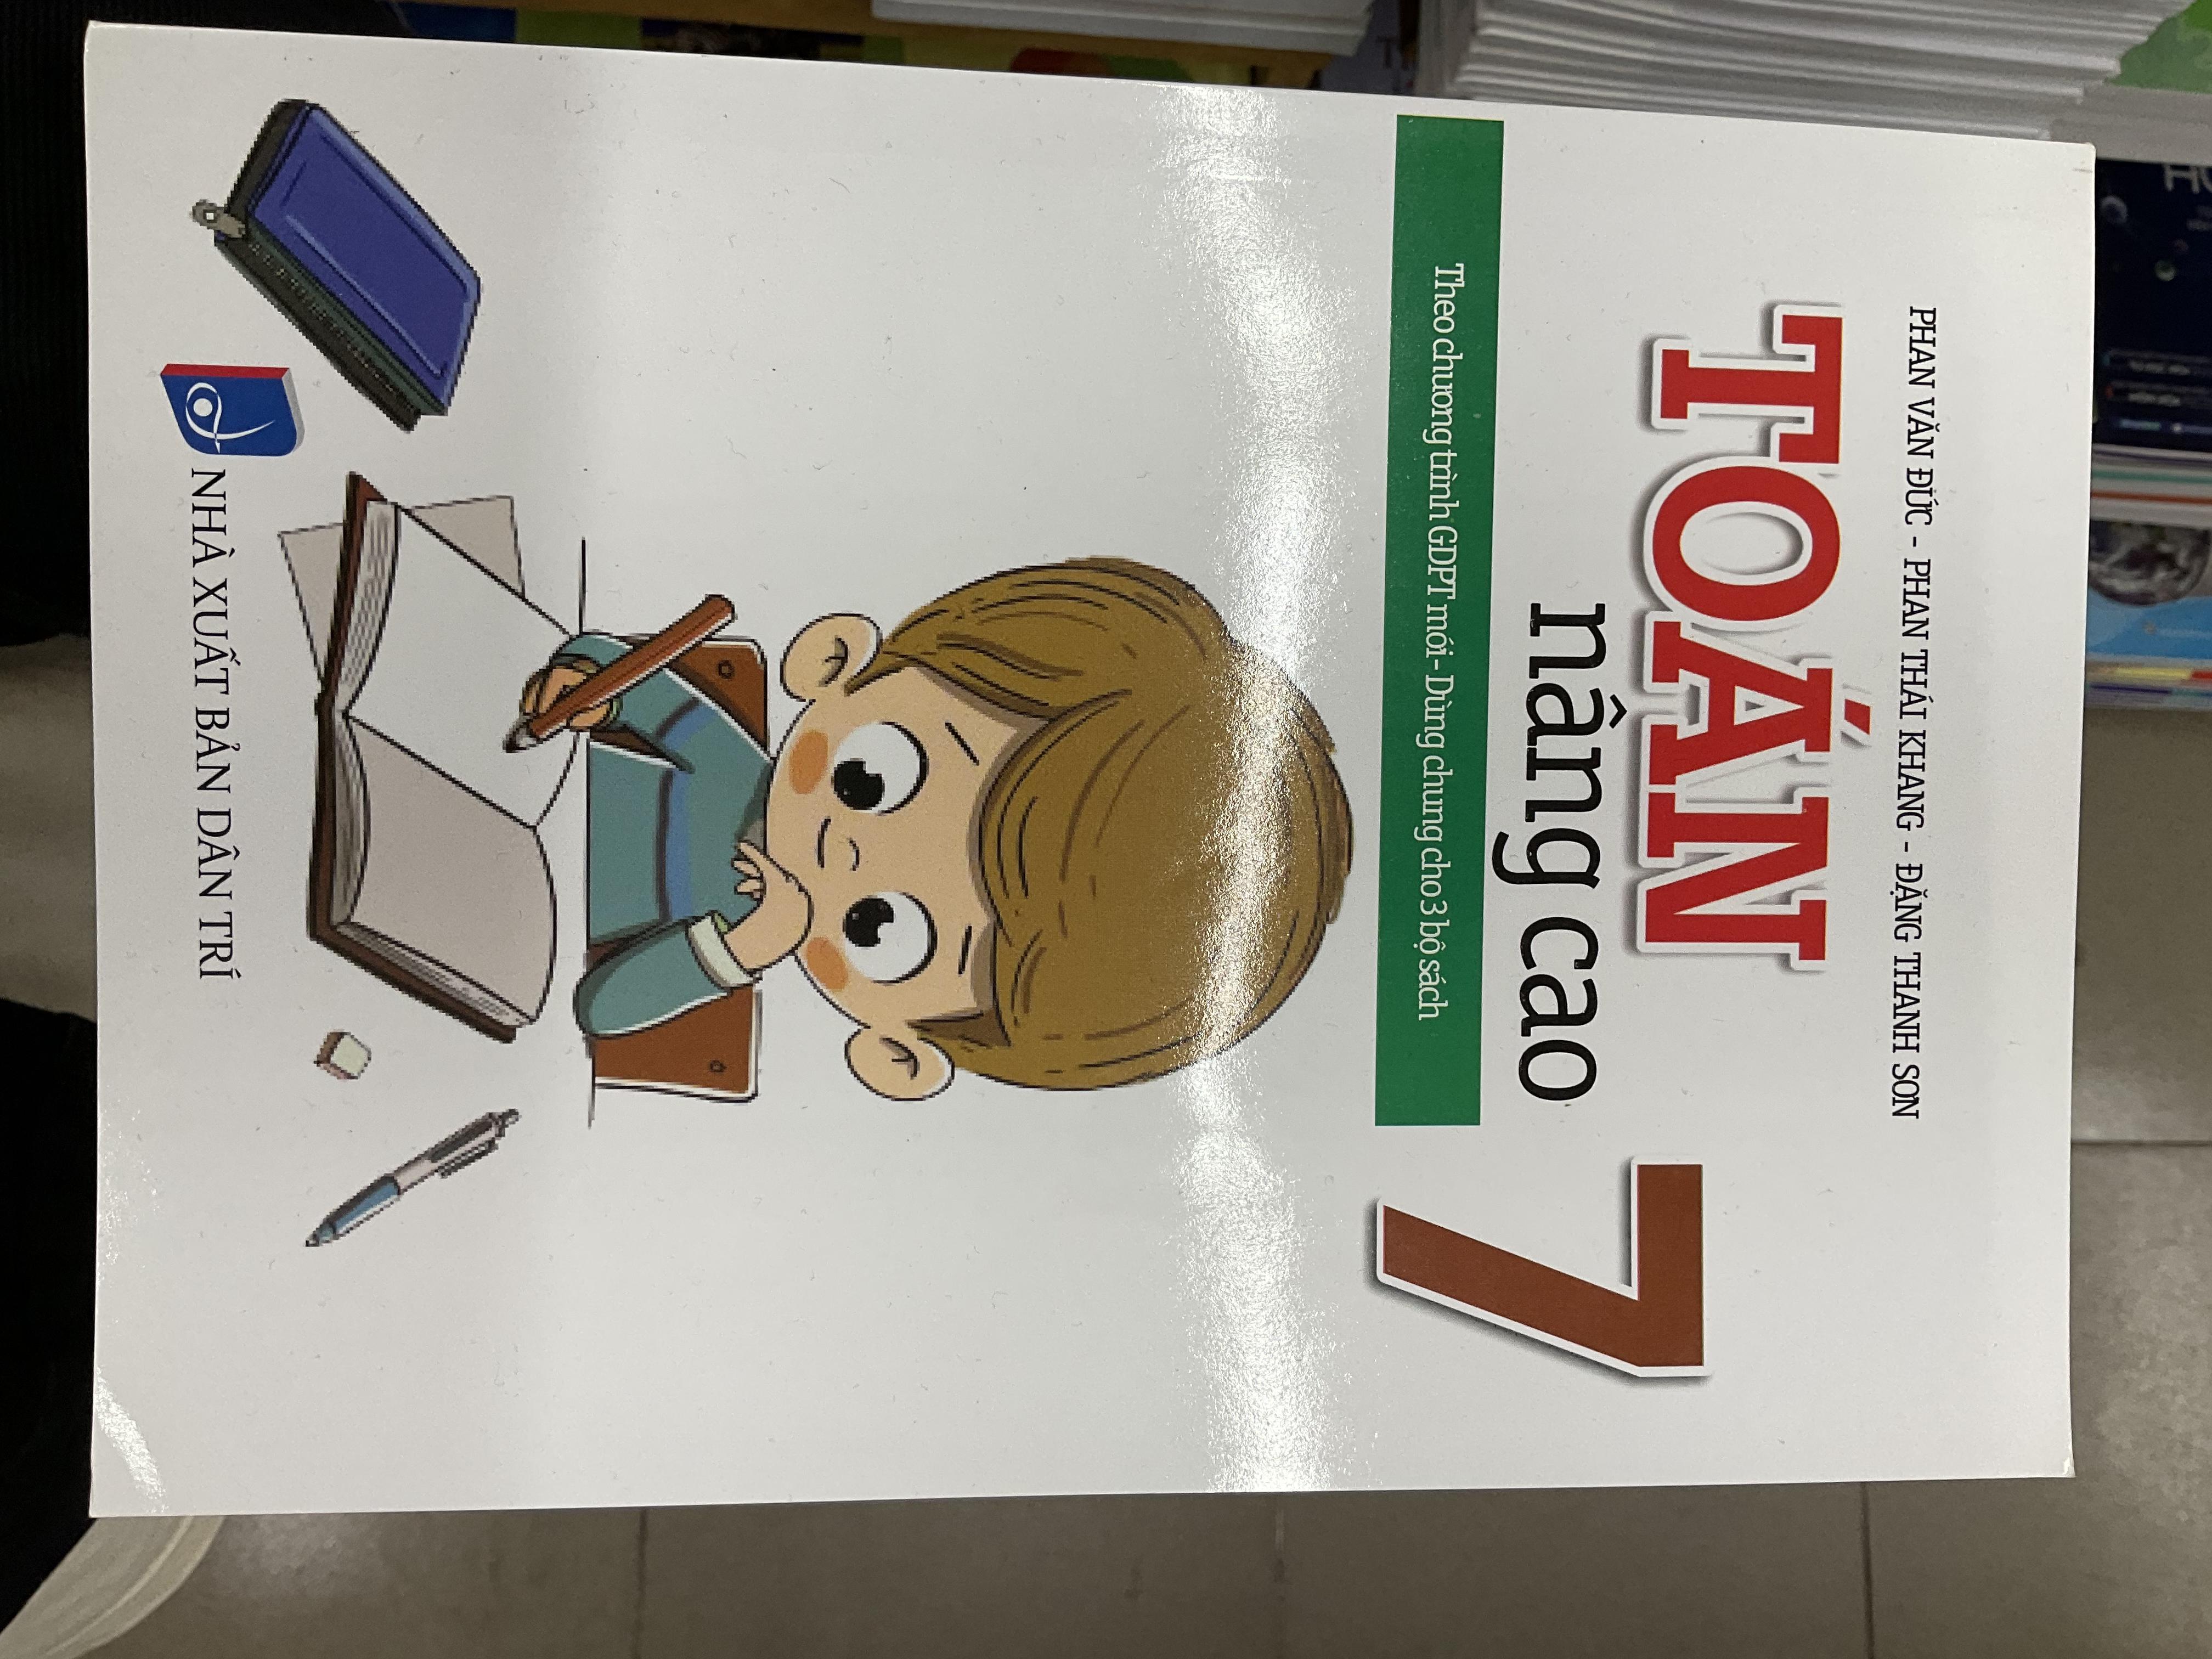 PHAN VĂN ĐỨC - PHAN THÁI KHANG - ĐẶNG THANH SƠN
TOÁN
nâng cao
7
Theo chương trình GDPT mới - Dùng chung cho 3 bộ sách
NHÀ XUẤT BẢN DÂN TRÍ